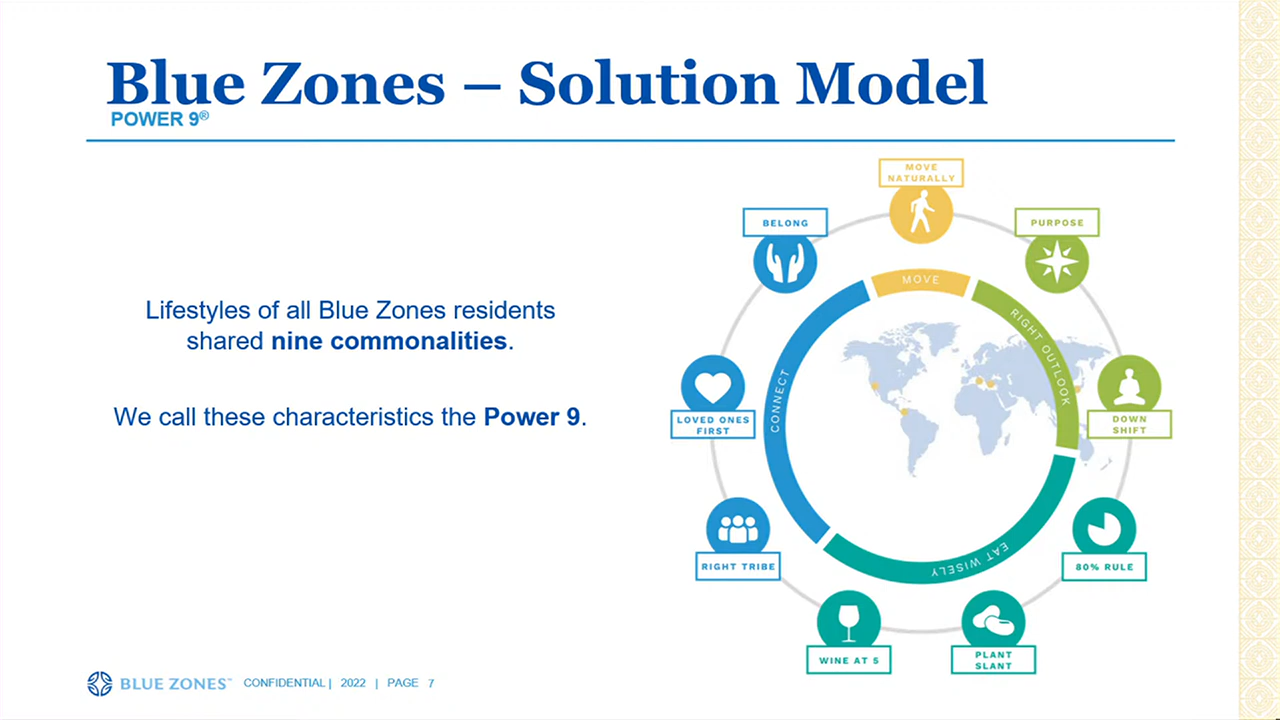 Blue Zones – Solution Model
POWER 9®
Lifestyles of all Blue Zones residents
shared nine commonalities.
We call these characteristics the Power 9.
MOVE
NATURALLY
BELONG
PURPOSE
MOVE
RIGHT OUTLOOK
CONNECT
LOVED ONES
FIRST
DOWN
SHIFT
RIGHT TRIBE
80% RULE
EAT WISELY
WINE AT 5
PLANT
SLANT
BLUE ZONES™ CONFIDENTIAL | 2022 | PAGE 7